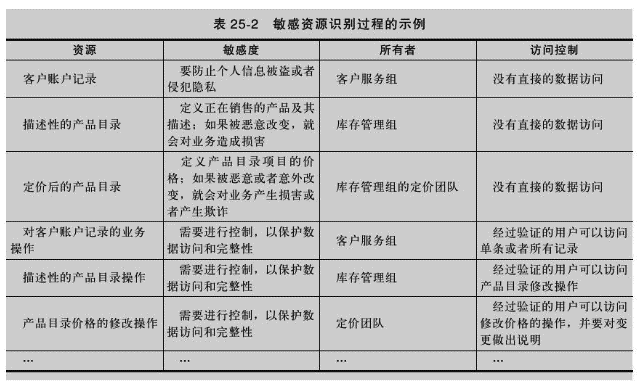 表 25-2 敏感资源识别过程的示例
资源 敏感度 所有者 访问控制
客户账户记录 要防止个人信息被盗或者侵犯隐私 客户服务组 没有直接的数据访问
描述性的产品目录 定义正在销售的产品及其描述；如果被恶意改变，就会对业务造成损害 库存管理组 没有直接的数据访问
定价后的产品目录 定义产品目录项目的价格；如果被恶意或者意外改变，就会对业务产生损害或者产生欺诈 库存管理组的定价团队 没有直接的数据访问
对客户账户记录的业务操作 需要进行控制，以保护数据访问和完整性 客户服务组 经过验证的用户可以访问单条或者所有记录
描述性的产品目录操作 需要进行控制，以保护数据访问和完整性 库存管理组 经过验证的用户可以访问产品目录修改操作
产品目录价格的修改操作 需要进行控制，以保护数据访问和完整性 定价团队 经过验证的用户可以访问修改价格的操作，并要对变更做出说明
… … … …